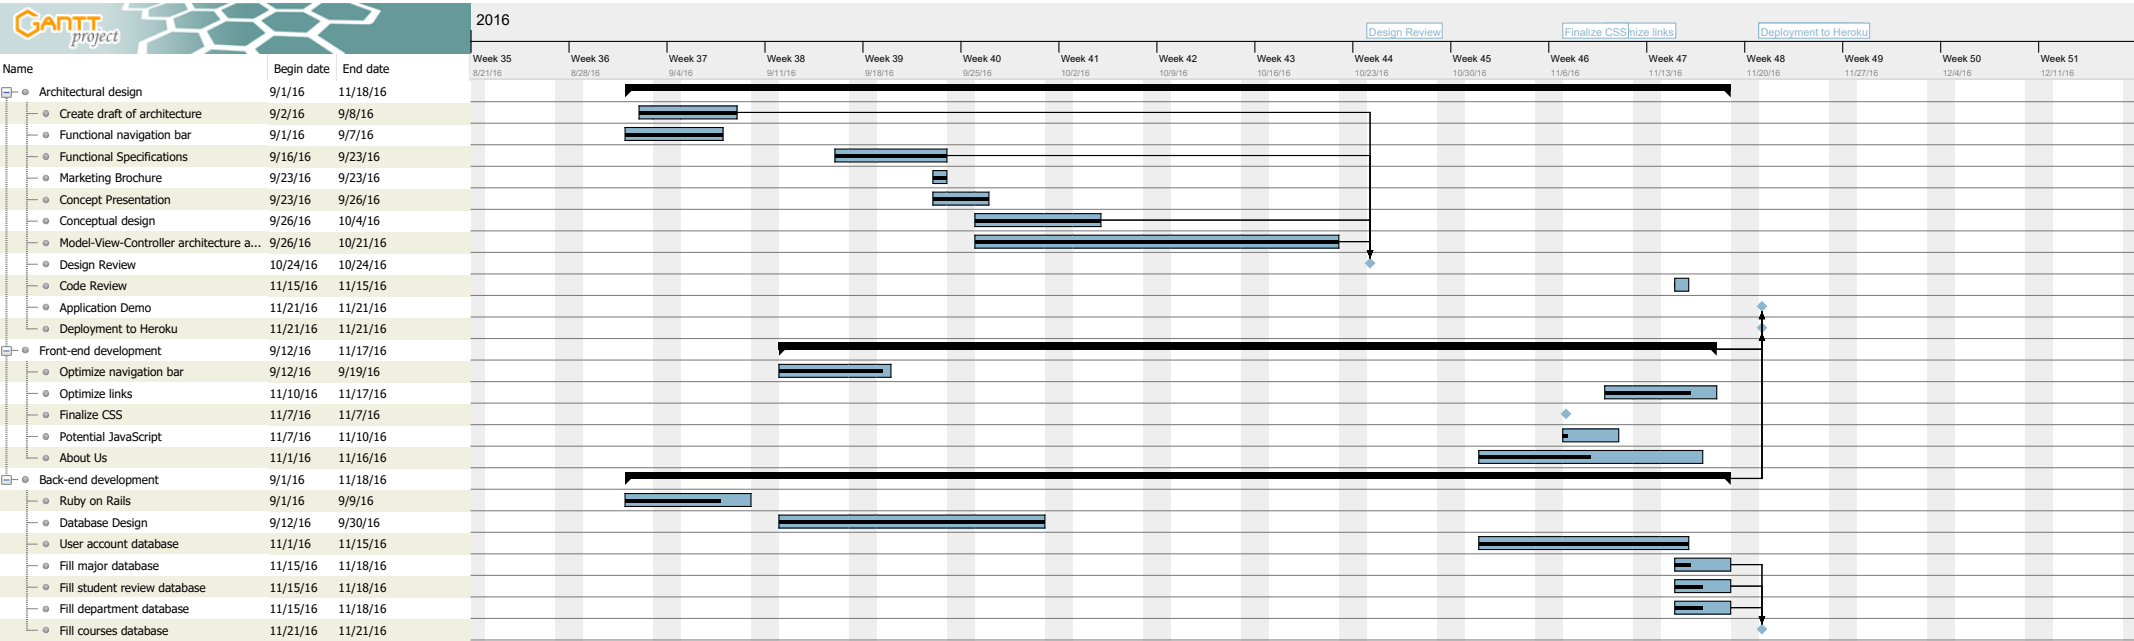 GANTT
project
2016
Design Review
Finalize CSS
mize links
Deployment to Heroku
Week 35 Week 36 Week 37 Week 38 Week 39 Week 40 Week 41 Week 42 Week 43 Week 44 Week 45 Week 46 Week 47 Week 48 Week 49 Week 50 Week 51
8/21/16 8/28/16 9/4/16 9/11/16 9/18/16 9/25/16 10/2/16 10/9/16 10/16/16 10/23/16 10/30/16 11/6/16 11/13/16 11/20/16 11/27/16 12/4/16 12/11/16
Name Begin date End date
Architectural design 9/1/16 11/18/16
Create draft of architecture 9/2/16 9/8/16
Functional navigation bar 9/1/16 9/7/16
Functional Specifications 9/16/16 9/23/16
Marketing Brochure 9/23/16 9/23/16
Concept Presentation 9/23/16 9/26/16
Conceptual design 9/26/16 10/4/16
Model-View-Controller architecture a... 9/26/16 10/21/16
Design Review 10/24/16 10/24/16
Code Review 11/15/16 11/15/16
Application Demo 11/21/16 11/21/16
Deployment to Heroku 11/21/16 11/21/16
Front-end development 9/12/16 11/17/16
Optimize navigation bar 9/12/16 9/19/16
Optimize links 11/10/16 11/17/16
Finalize CSS 11/7/16 11/7/16
Potential JavaScript 11/7/16 11/10/16
About Us 11/1/16 11/16/16
Back-end development 9/1/16 11/18/16
Ruby on Rails 9/1/16 9/9/16
Database Design 9/12/16 9/30/16
User account database 11/1/16 11/15/16
Fill major database 11/15/16 11/18/16
Fill student review database 11/15/16 11/18/16
Fill department database 11/15/16 11/18/16
Fill courses database 11/21/16 11/21/16